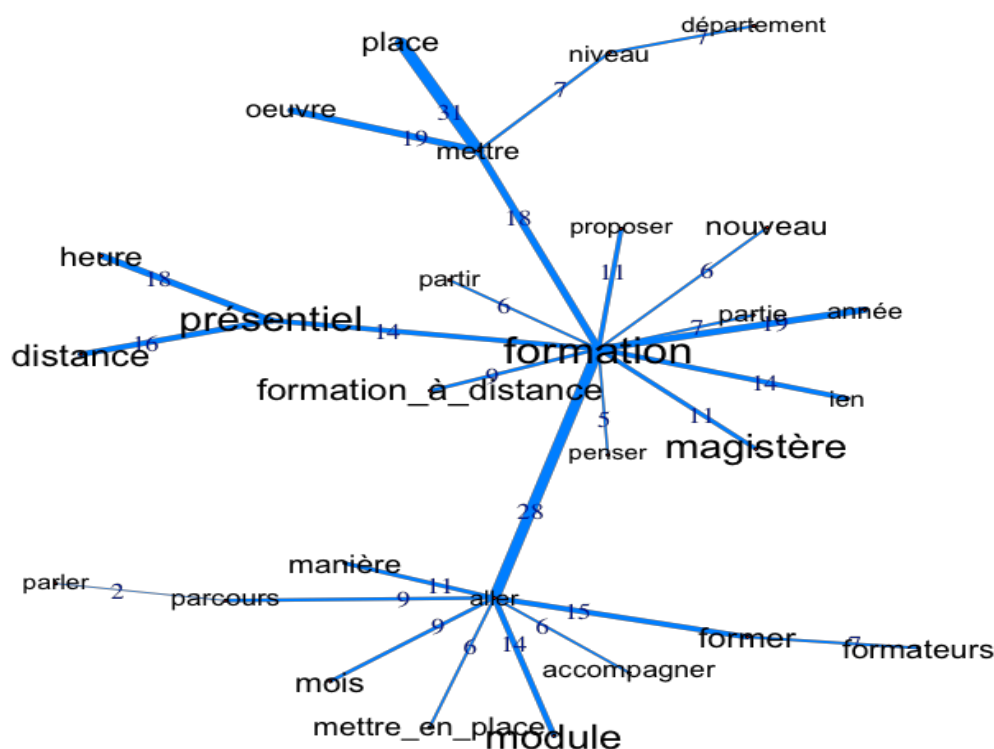 département
place
7
niveau
7
oeuvre
31
19
mettre
18
proposer
nouveau
heure
11
6
18
partir
6
présentiel
partie
année
7
19
14
distance
16
formation
9
14
formation_à_distance
ien
5
11
penser
magistère
28
manière
11
parler
2
parcours
9
aller
15
9
6
14
6
former
7
formateurs
accompagner
mois
mettre_en_place
module